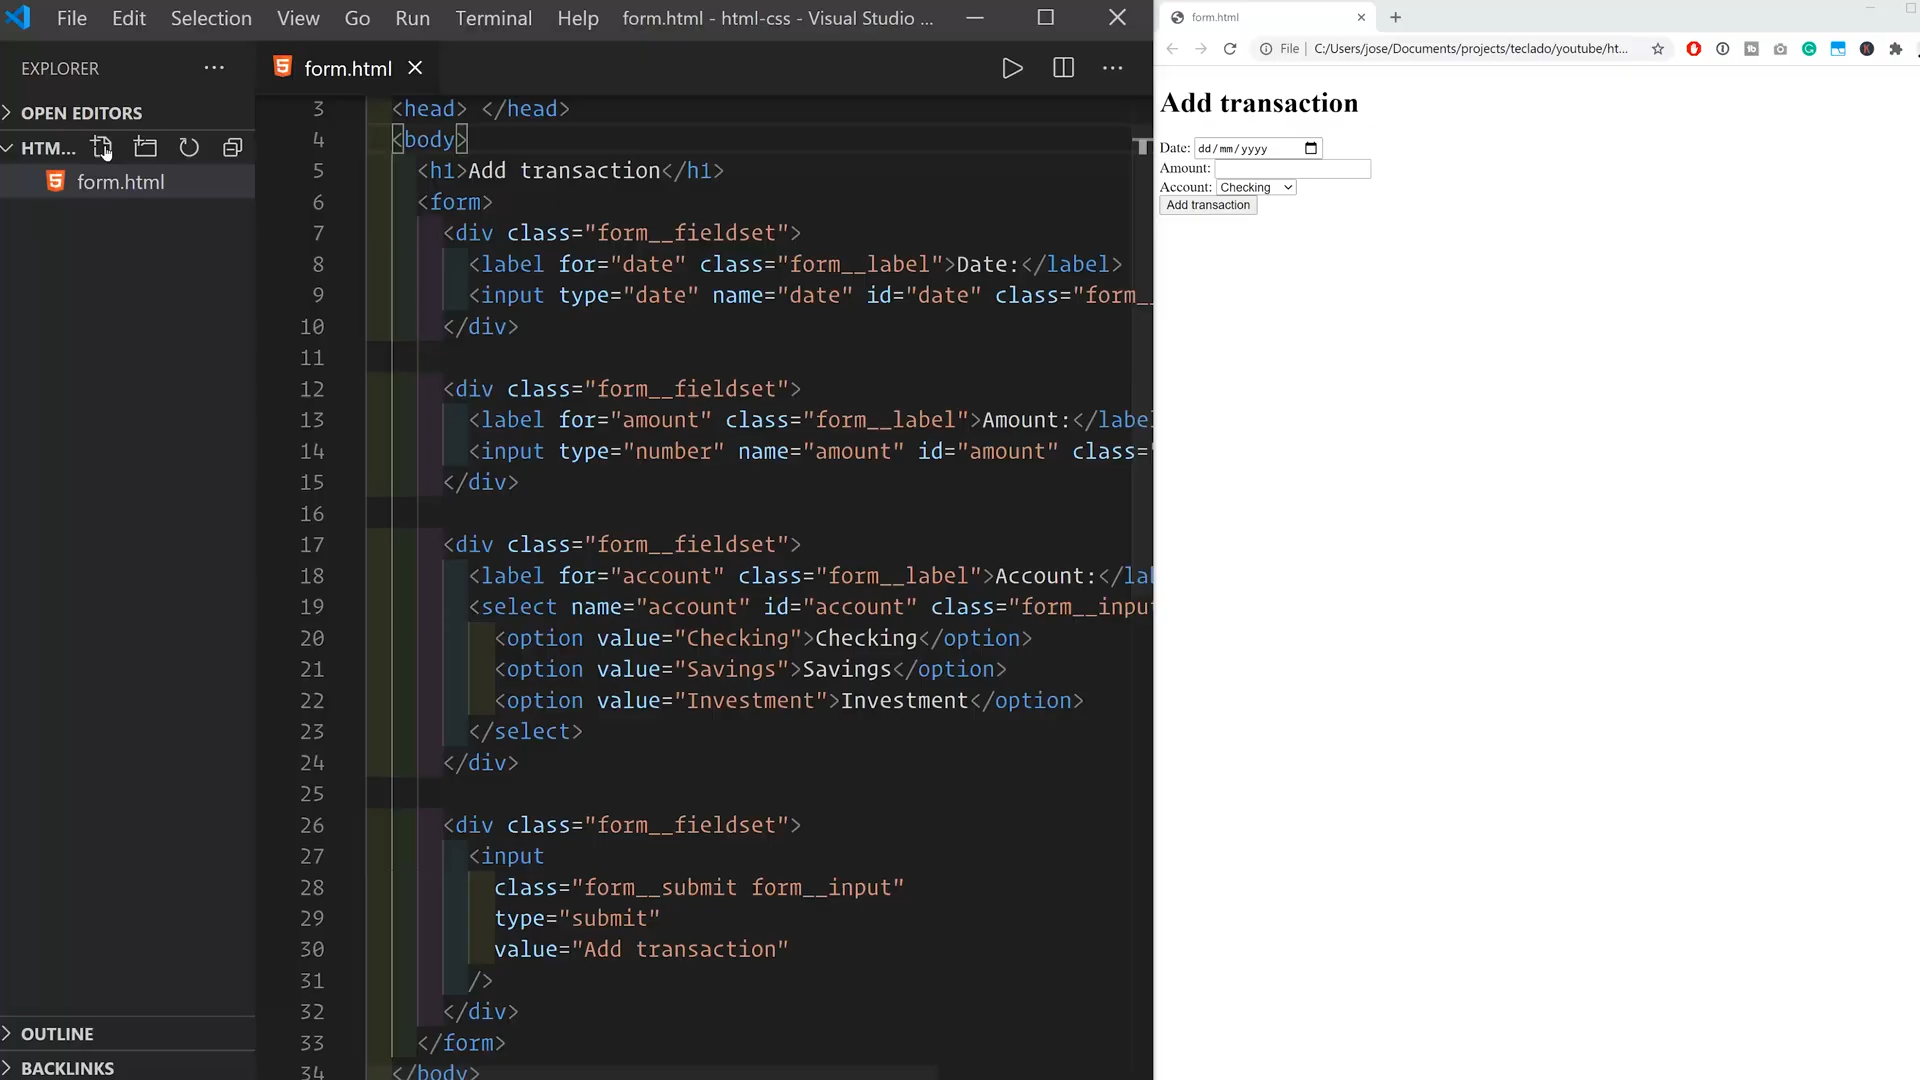 File Edit Selection View Go Run Terminal Help form.html - html-css - Visual Studio ...
EXPLORER
form.html
OPEN EDITORS
HTM...
form.html
OUTLINE
BACKLINKS
3 <head> </head>
4 <body>
5 <h1>Add transaction</h1>
6 <form>
7 <div class="form__fieldset">
8 <label for="date" class="form__label">Date:</label>
9 <input type="date" name="date" id="date" class="form__
10 </div>
11
12 <div class="form__fieldset">
13 <label for="amount" class="form__label">Amount:</labe
14 <input type="number" name="amount" id="amount" class="
15 </div>
16
17 <div class="form__fieldset">
18 <label for="account" class="form__label">Account:</la
19 <select name="account" id="account" class="form__inpu
20 <option value="Checking">Checking</option>
21 <option value="Savings">Savings</option>
22 <option value="Investment">Investment</option>
23 </select>
24 </div>
25
26 <div class="form__fieldset">
27 <input
28 class="form__submit form__input"
29 type="submit"
30 value="Add transaction"
31 />
32 </div>
33 </form>
34 </body>
form.html
File | C:/Users/jose/Documents/projects/teclado/youtube/ht...
Add transaction
Date: dd/mm/yyyy
Amount:
Account: Checking
Add transaction